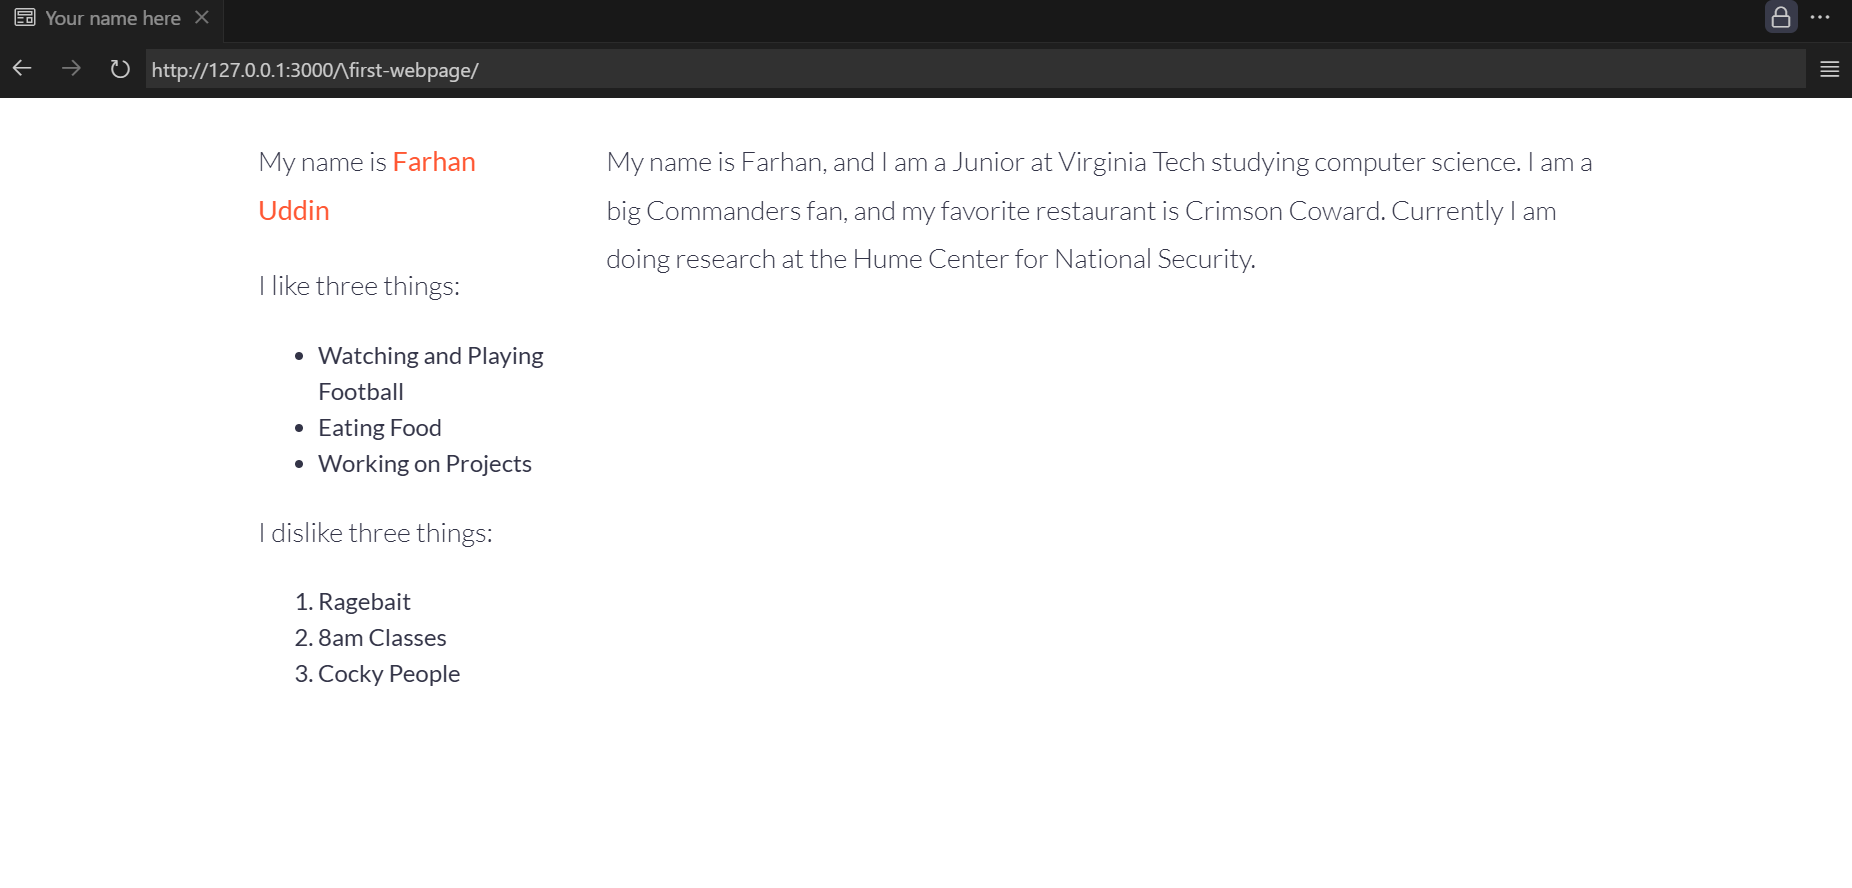 Your name here
http://127.0.0.1:3000/\first-webpage/
My name is Farhan
Uddin
I like three things:
• Watching and Playing
Football
• Eating Food
• Working on Projects
I dislike three things:
1. Ragebait
2. 8am Classes
3. Cocky People
My name is Farhan, and I am a Junior at Virginia Tech studying computer science. I am a
big Commanders fan, and my favorite restaurant is Crimson Coward. Currently I am
doing research at the Hume Center for National Security.